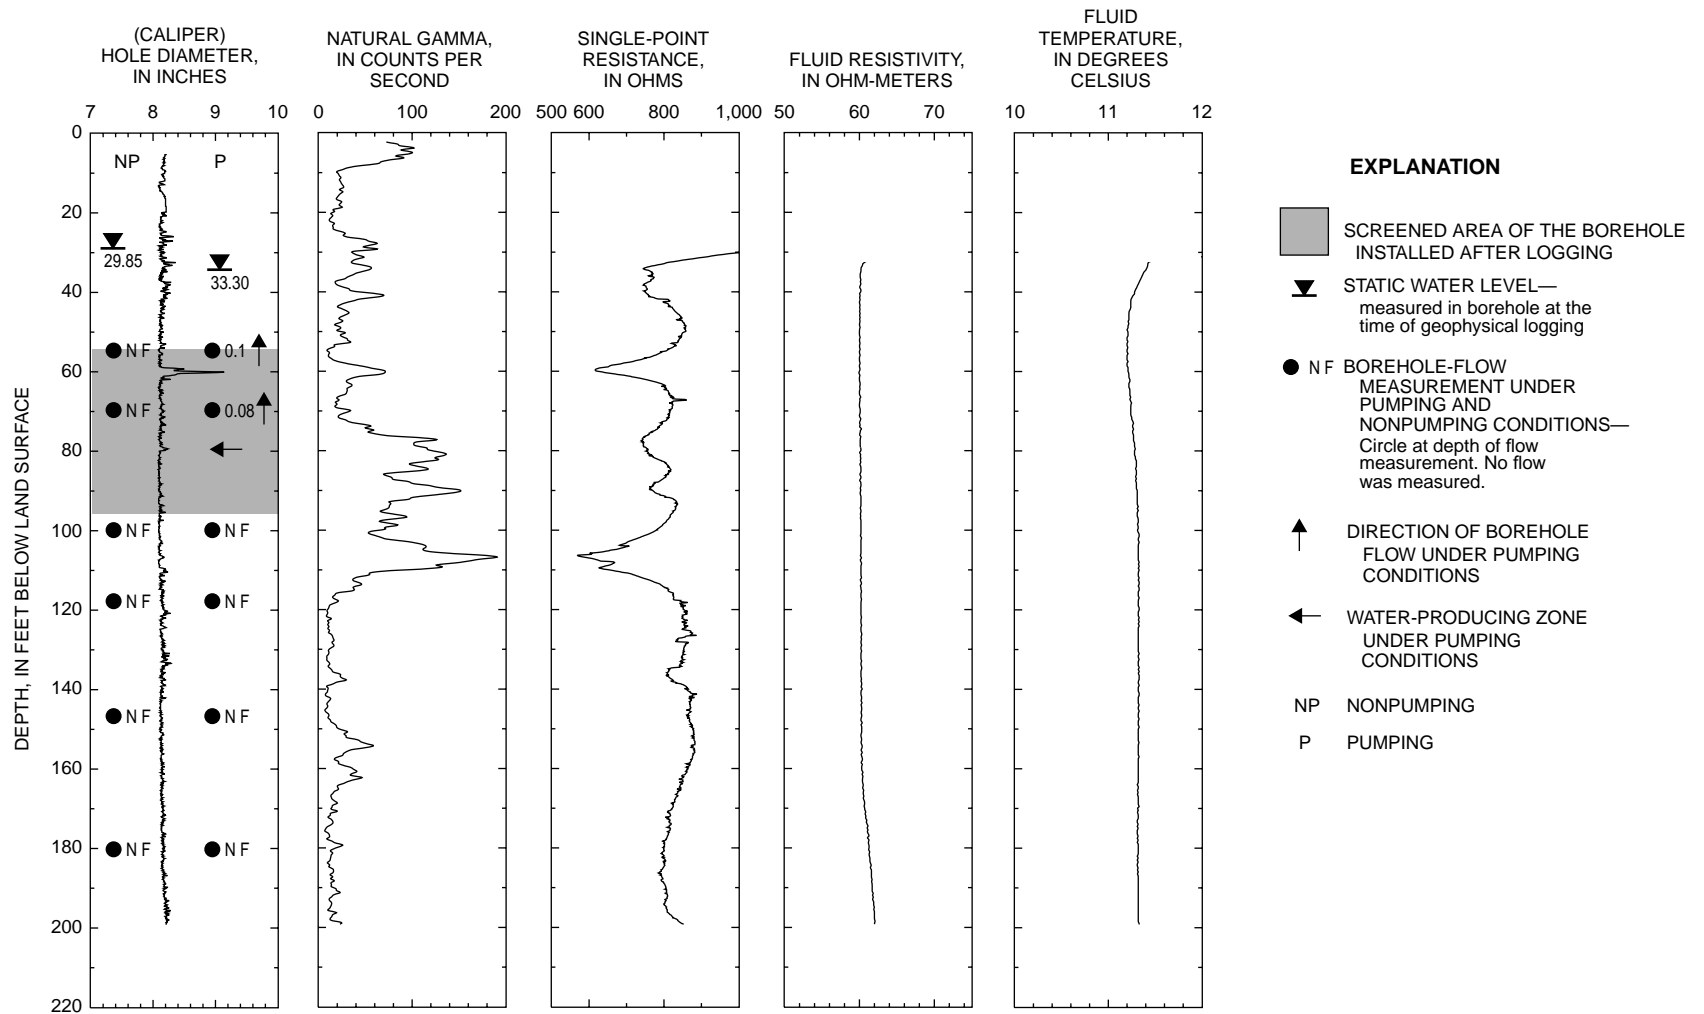 (CALIPER)
HOLE DIAMETER,
IN INCHES
NATURAL GAMMA,
IN COUNTS PER
SECOND
SINGLE-POINT
RESISTANCE,
IN OHMS
FLUID RESISTIVITY,
IN OHM-METERS
FLUID
TEMPERATURE,
IN DEGREES
CELSIUS
7 8 9 10
0 100 200
500 600 800 1,000
50 60 70
10 11 12
DEPTH, IN FEET BELOW LAND SURFACE
0
20
40
60
80
100
120
140
160
180
200
220
NP P
29.85
33.30
NF 0.1
NF 0.08
NF NF
NF NF
NF NF
NF NF
EXPLANATION
SCREENED AREA OF THE BOREHOLE
INSTALLED AFTER LOGGING
STATIC WATER LEVEL—
measured in borehole at the
time of geophysical logging
NF BOREHOLE-FLOW
MEASUREMENT UNDER
PUMPING AND
NONPUMPING CONDITIONS—
Circle at depth of flow
measurement. No flow
was measured.
DIRECTION OF BOREHOLE
FLOW UNDER PUMPING
CONDITIONS
WATER-PRODUCING ZONE
UNDER PUMPING
CONDITIONS
NP NONPUMPING
P PUMPING